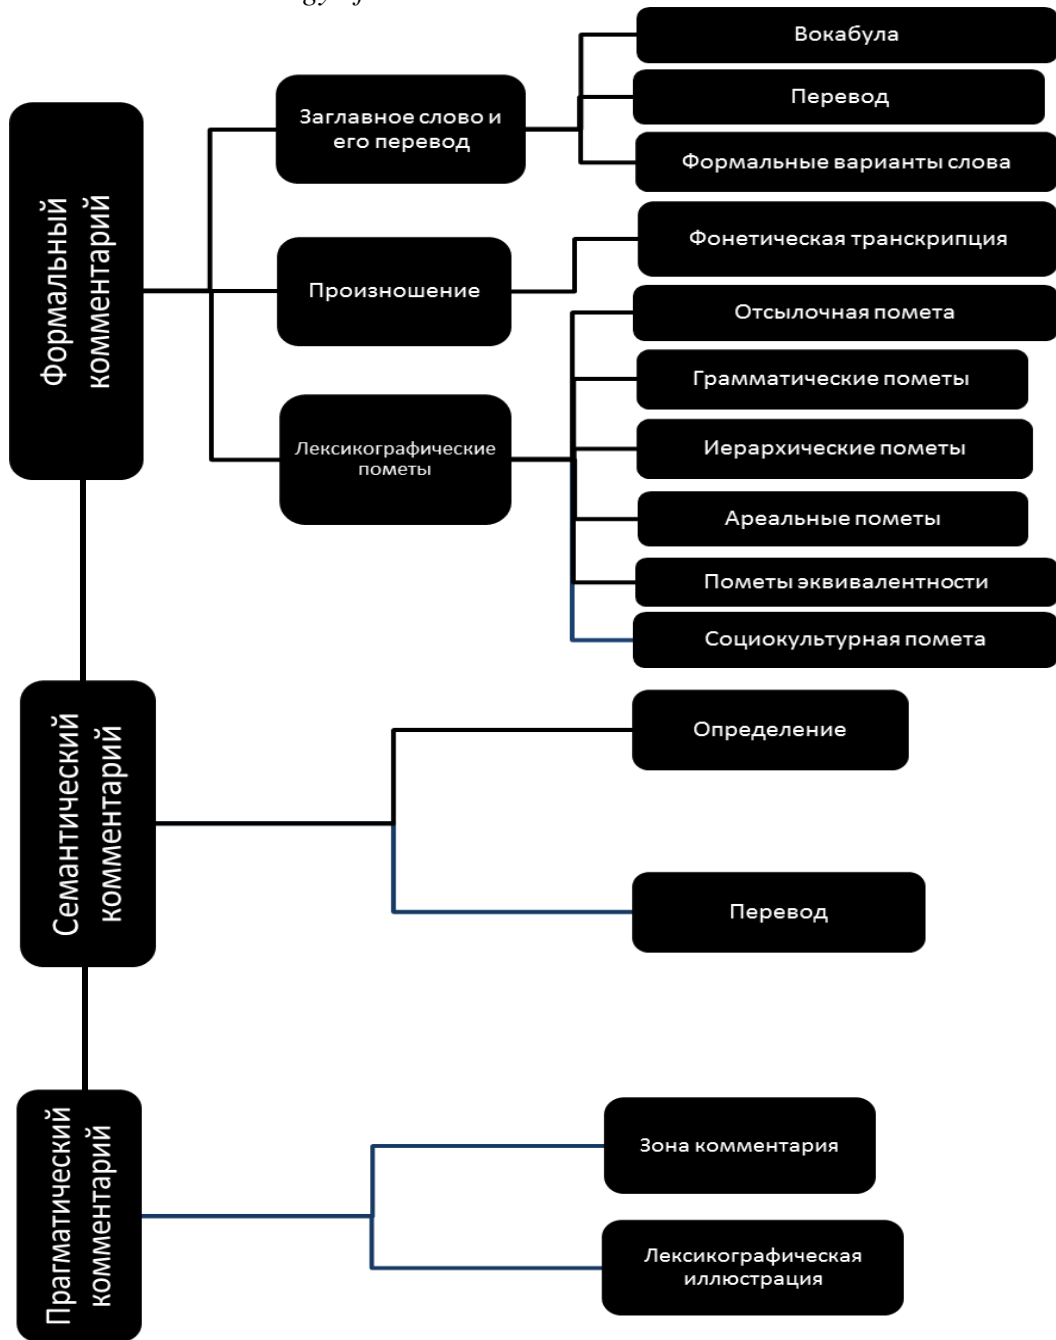 Вокабула
Заглавное слово и
его перевод
Перевод
Формальные варианты слова
Формальный
комментарий
Произношение
Фонетическая транскрипция
Лексикографические
пометы
Отсылочная помета
Грамматические пометы
Иерархические пометы
Ареальные пометы
Пометы эквивалентности
Социокультурная помета
Семантический
комментарий
Определение
Перевод
Прагматический
комментарий
Зона комментария
Лексикографическая
иллюстрация